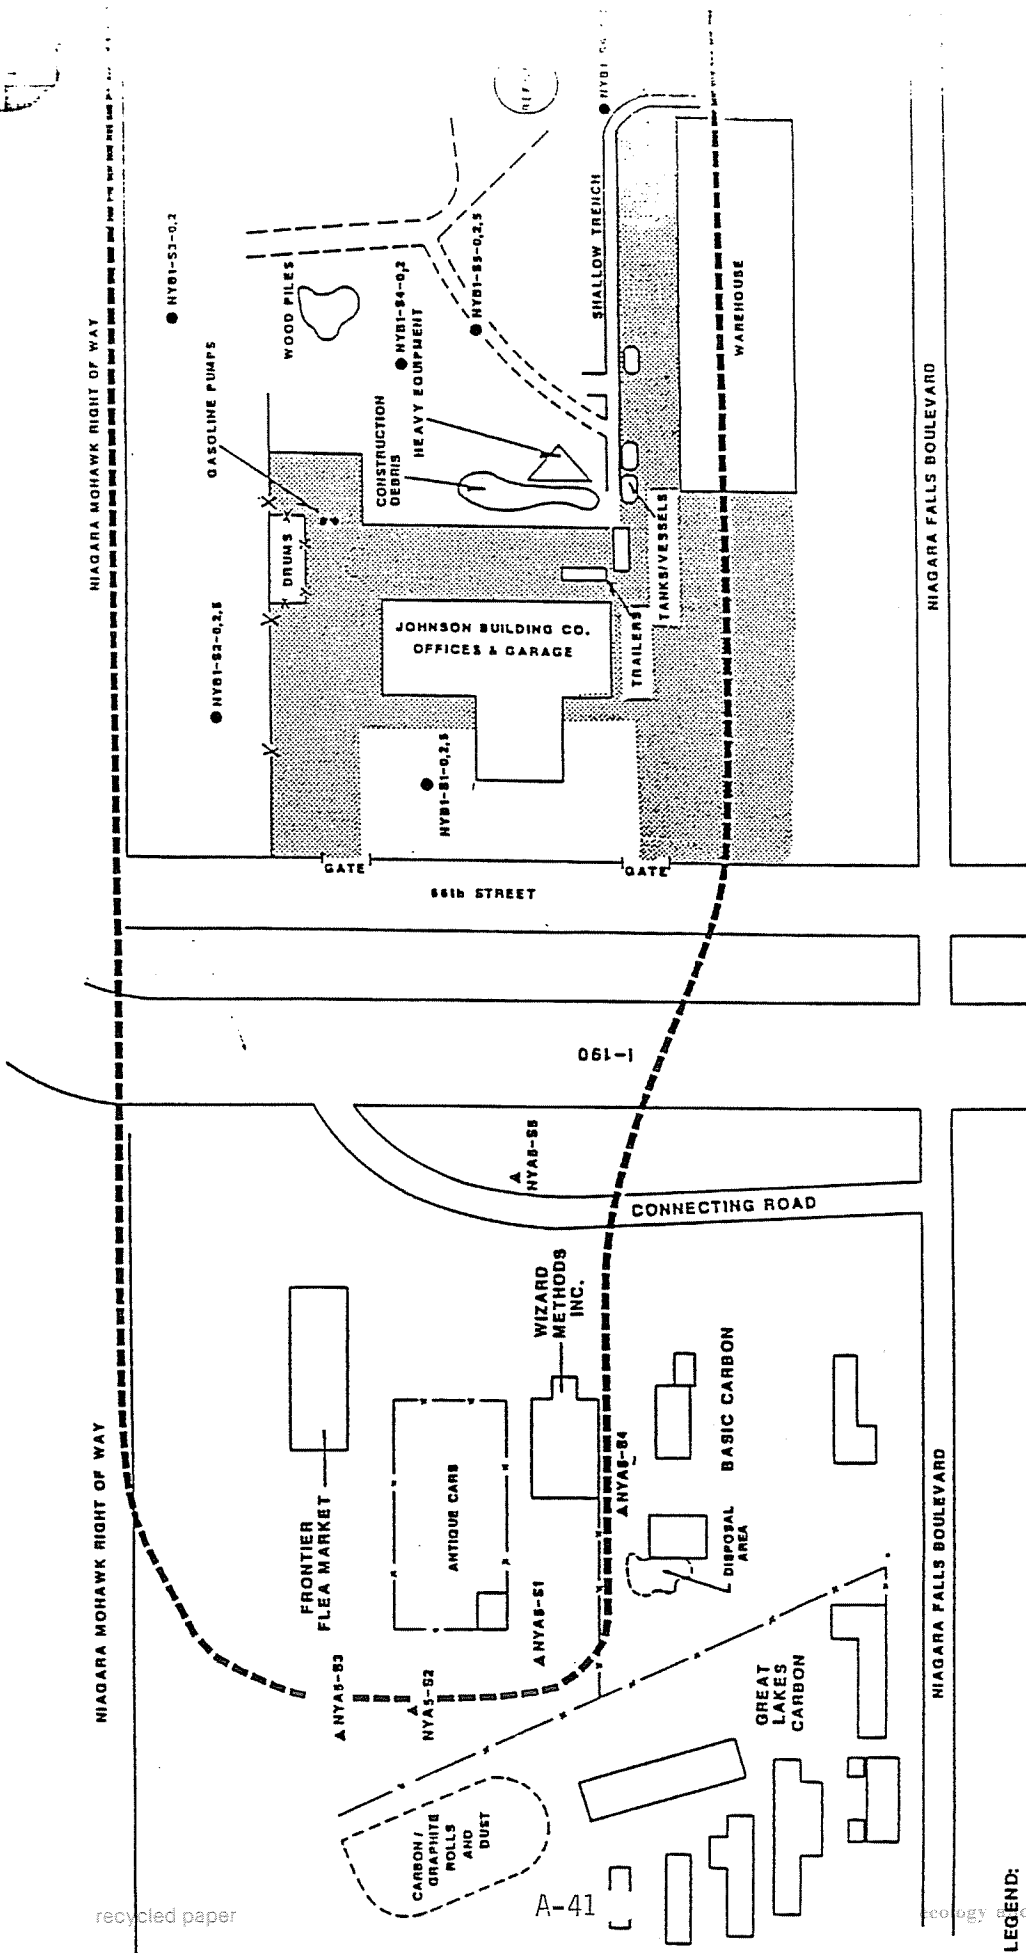 NIAGARA MOHAWK RIGHT OF WAY
NYB1-S3-0,2
WOOD PILES
GASOLINE PUMPS
NYB1-S4-0,2
HEAVY EQUIPMENT
NYB1-S5-0,2,5
CONSTRUCTION
DEBRIS
SHALLOW TRENCH
WAREHOUSE
NIAGARA FALLS BOULEVARD
DRUMS
NYB1-S2-0,2,5
JOHNSON BUILDING CO.
OFFICES & GARAGE
TRAILERS
TANKS/VESSELS
NYB1-S1-0,2,5
GATE
GATE
66th STREET
I-190
NYA5-S5
CONNECTING ROAD
NIAGARA MOHAWK RIGHT OF WAY
FRONTIER
FLEA MARKET
ANTIQUE CARS
WIZARD
METHODS
INC.
BASIC CARBON
NYA5-S4
DISPOSAL
AREA
NYA5-S1
NYA5-S2
NYA5-S3
GREAT
LAKES
CARBON
NIAGARA FALLS BOULEVARD
CARBON/
GRAPHITE
ROLLS
AND
DUST
recycled paper
A-41
ecology
LEGEND: